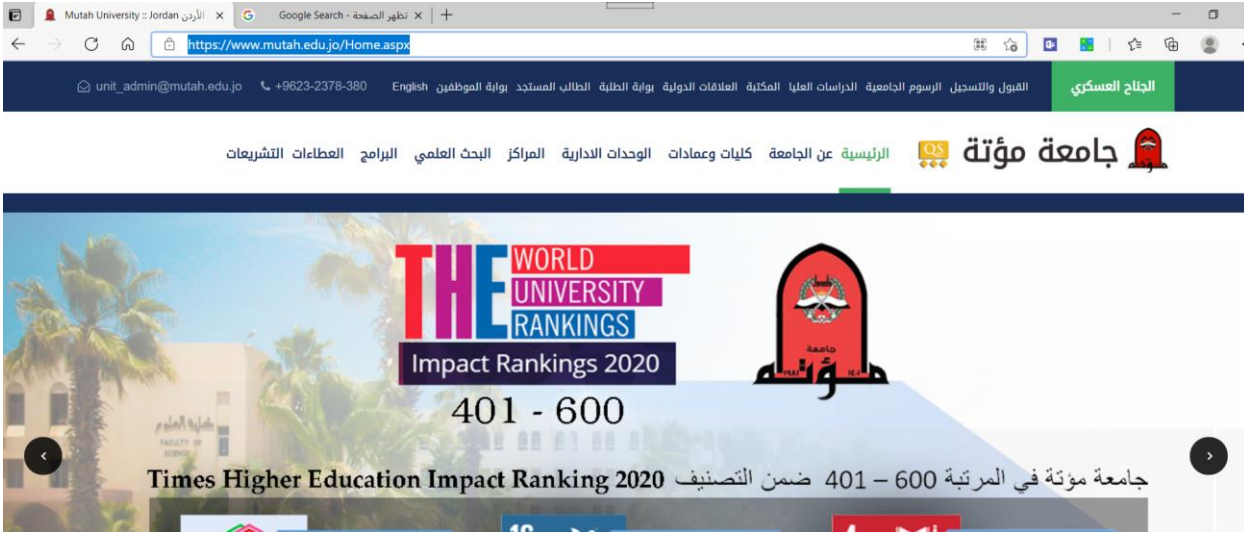 Mutah University :: Jordan الأردن
Google Search - تظهر الصفحة
https://www.mutah.edu.jo/Home.aspx
الجناح العسكري
القبول والتسجيل الرسوم الجامعية الدراسات العليا المكتبة العلاقات الدولية بوابة الطلبة الطالب المستجد بوابة الموظفين English
+9623-2378-380
unit_admin@mutah.edu.jo
جامعة مؤتة
QS
الرئيسية عن الجامعة كليات وعمادات الوحدات الادارية المراكز البحث العلمي البرامج العطاءات التشريعات
THE WORLD
UNIVERSITY
RANKINGS
Impact Rankings 2020
401 - 600
جامعة
مؤتة
كلية العلوم
FACULTY OF
SCIENCE
جامعة مؤتة في المرتبة 600 – 401 ضمن التصنيف Times Higher Education Impact Ranking 2020